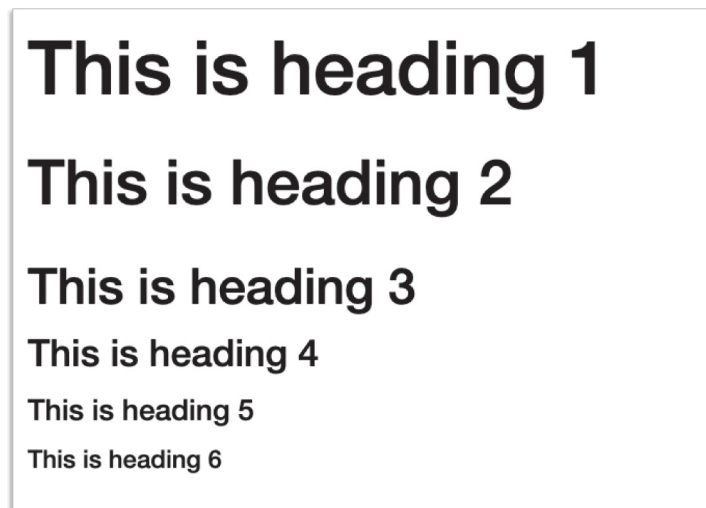 This is heading 1
This is heading 2
This is heading 3
This is heading 4
This is heading 5
This is heading 6